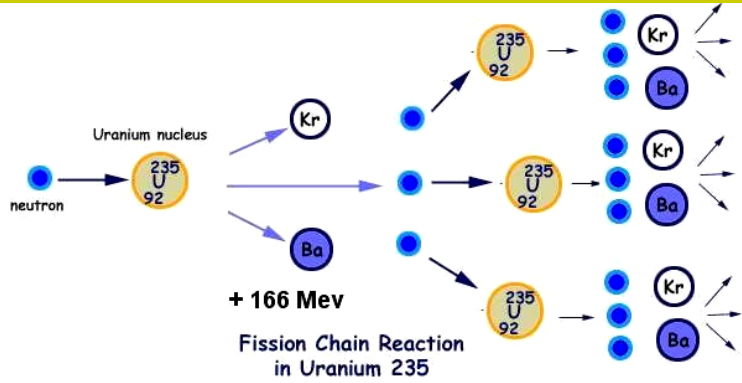 neutron
Uranium nucleus
235
U
92
Kr
Ba
+ 166 Mev
235
U
92
Kr
Ba
235
U
92
Kr
Ba
235
U
92
Kr
Ba
Fission Chain Reaction
in Uranium 235